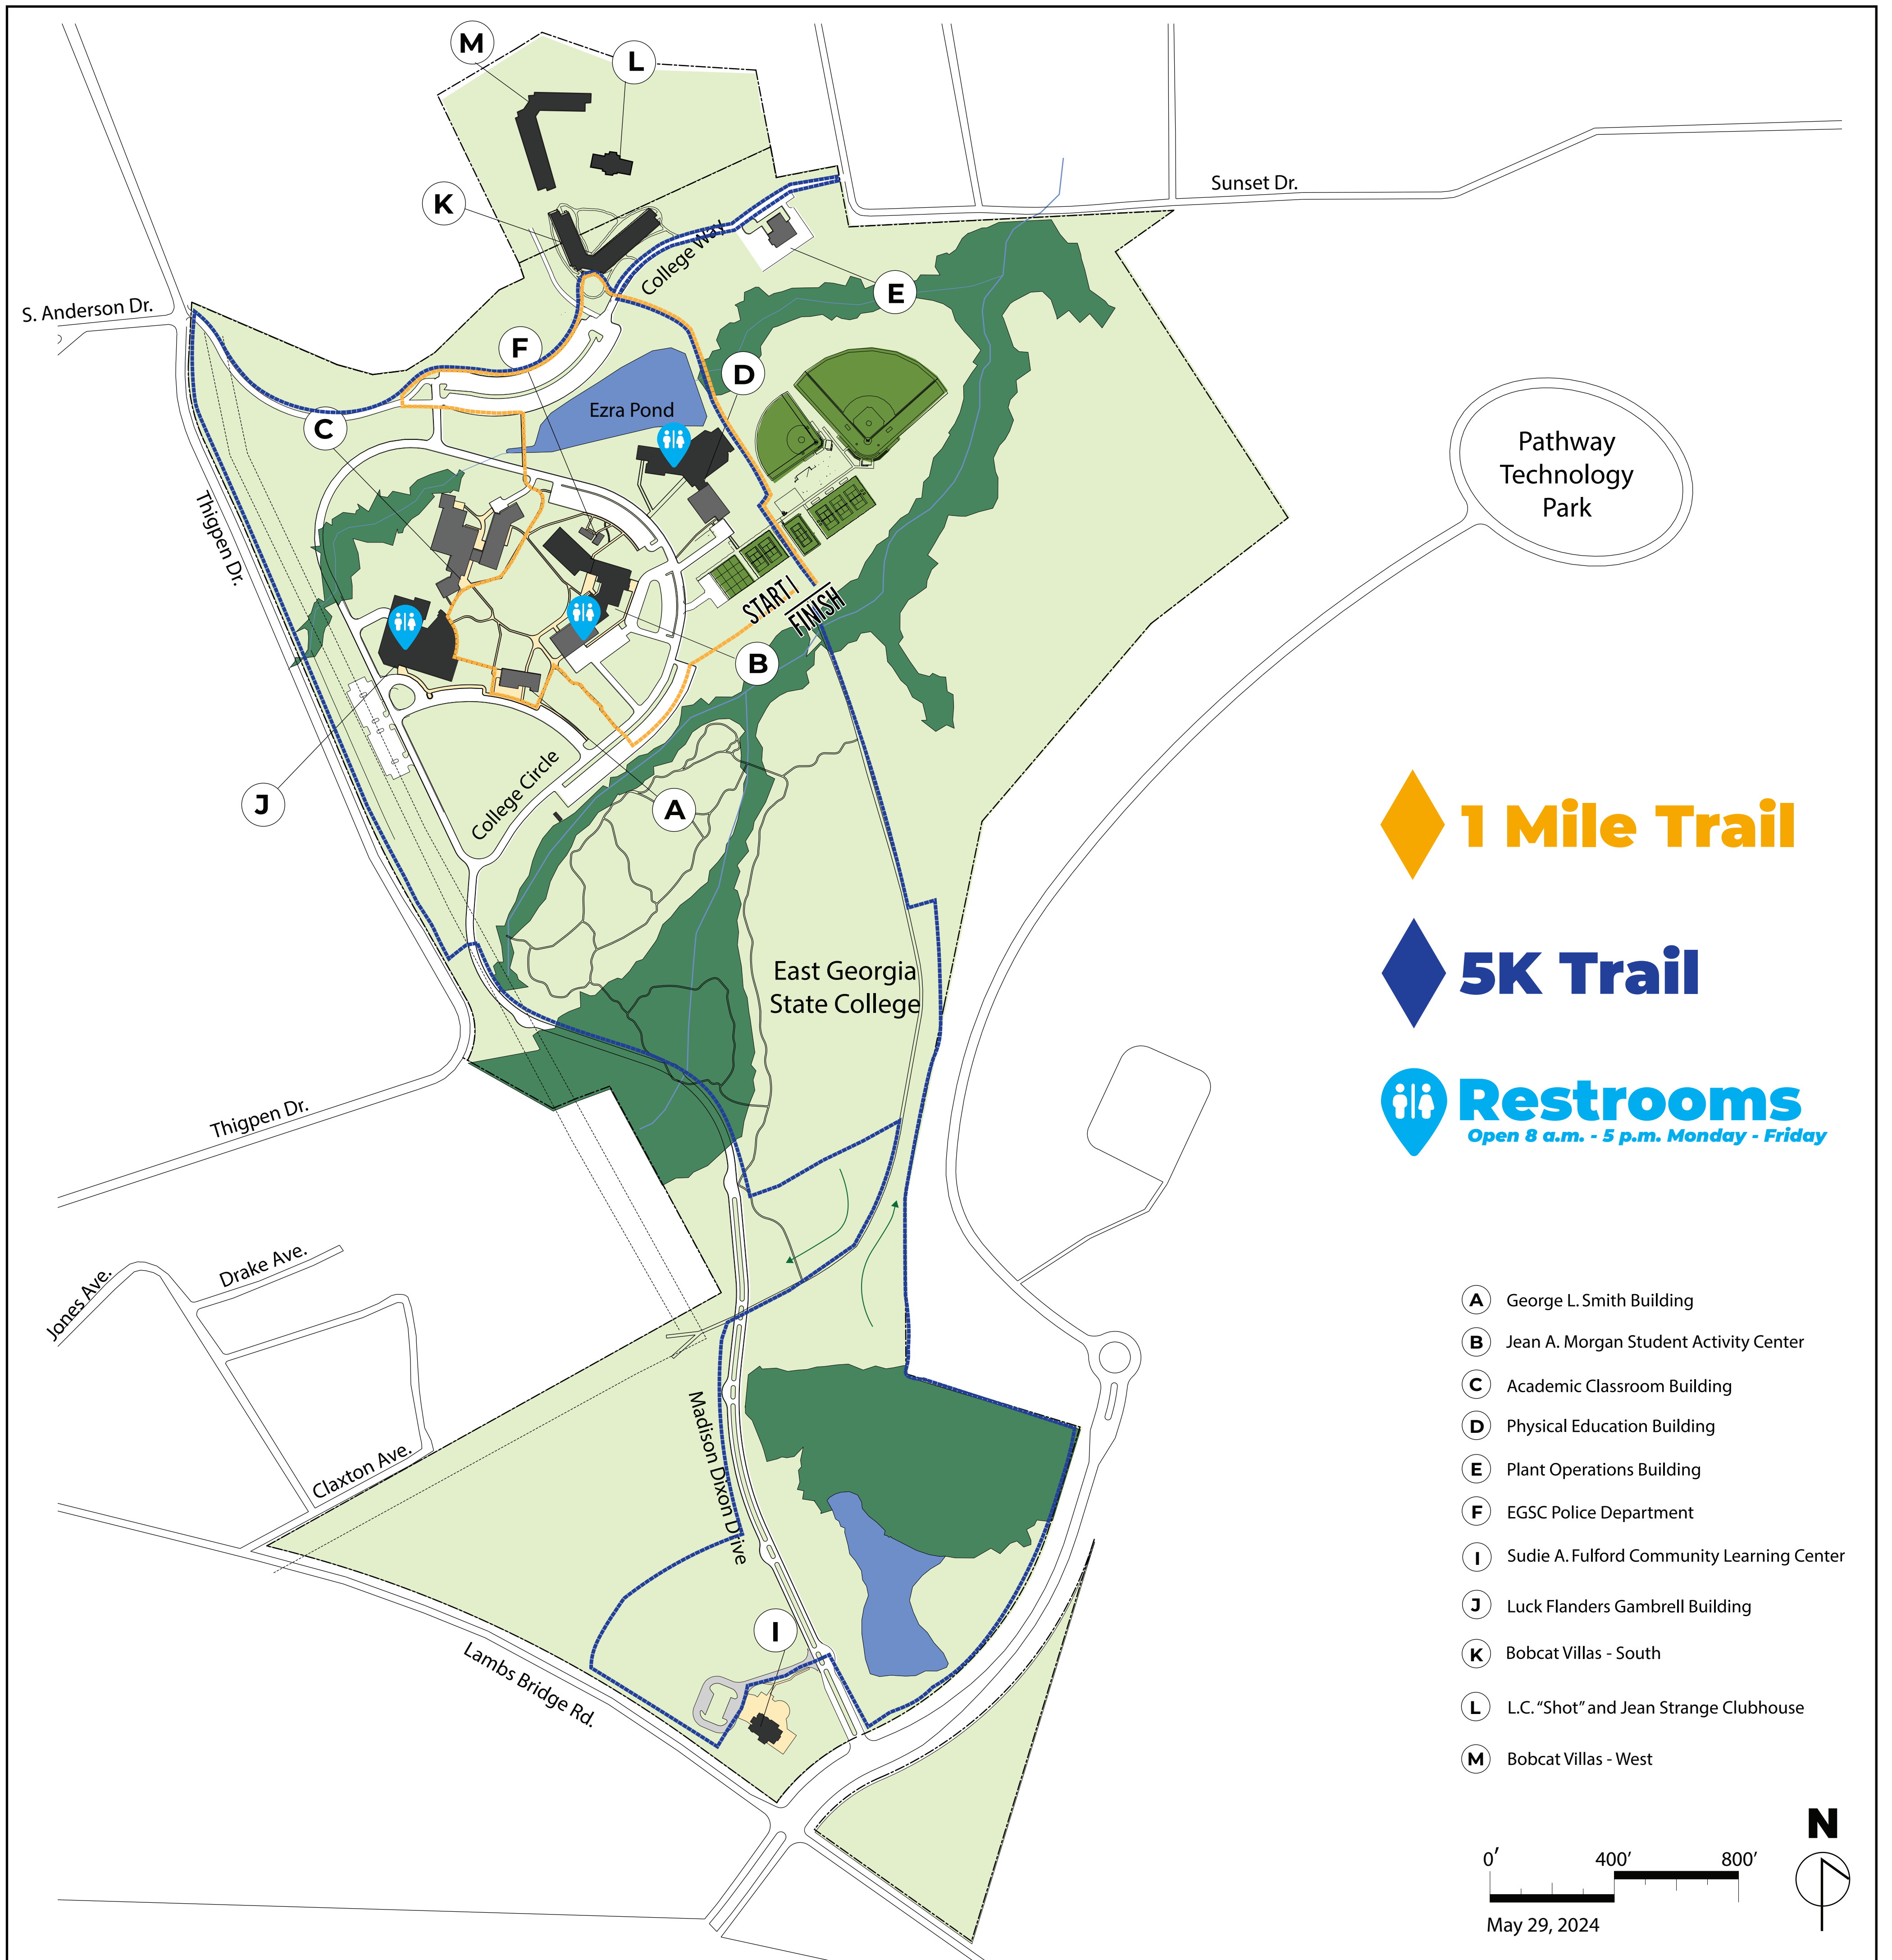 M
L
K
Sunset Dr.
College Way
E
S. Anderson Dr.
F
D
C
Ezra Pond
Pathway
Technology
Park
Thigpen Dr.
START/
FINISH
B
J
College Circle
A
1 Mile Trail
5K Trail
East Georgia
State College
Restrooms
Open 8 a.m. - 5 p.m. Monday - Friday
Thigpen Dr.
Drake Ave.
Jones Ave.
Claxton Ave.
Madison Dixon Drive
I
Lambs Bridge Rd.
A George L. Smith Building
B Jean A. Morgan Student Activity Center
C Academic Classroom Building
D Physical Education Building
E Plant Operations Building
F EGSC Police Department
I Sudie A. Fulford Community Learning Center
J Luck Flanders Gambrell Building
K Bobcat Villas - South
L L.C. “Shot” and Jean Strange Clubhouse
M Bobcat Villas - West
N
0’ 400’ 800’
May 29, 2024